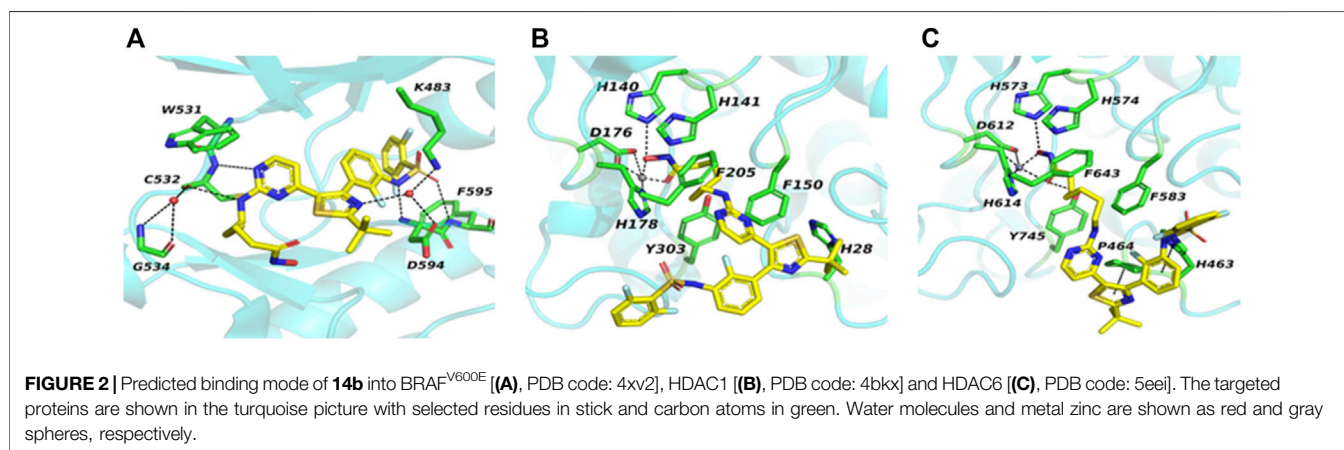 A
B
C
W531
K483
C532
F595
G534
D594
H140
H141
D176
F205
F150
H178
Y303
H28
H573
H574
D612
F643
H614
F583
Y745
P464
H463
FIGURE 2 | Predicted binding mode of 14b into BRAFV600E [(A), PDB code: 4xv2], HDAC1 [(B), PDB code: 4bkx] and HDAC6 [(C), PDB code: 5eei]. The targeted
proteins are shown in the turquoise picture with selected residues in stick and carbon atoms in green. Water molecules and metal zinc are shown as red and gray
spheres, respectively.